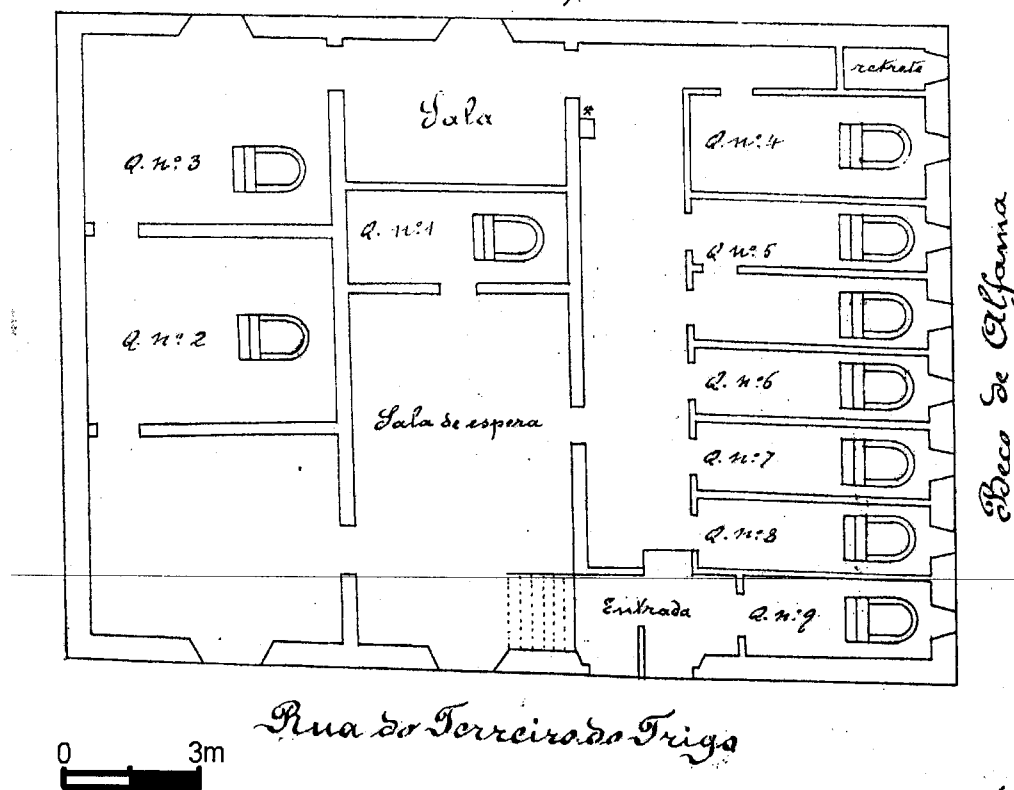 retrete
Sala
Q. nº 4
Q. nº 3
Q. nº 1
Q nº 5
Q. nº 2
Q. nº 6
Sala de espera
Q. nº 7
Q. nº 8
Entrada
Q. nº 9
Beco de Alfama
Rua do Terreiro do Trigo
0 3m